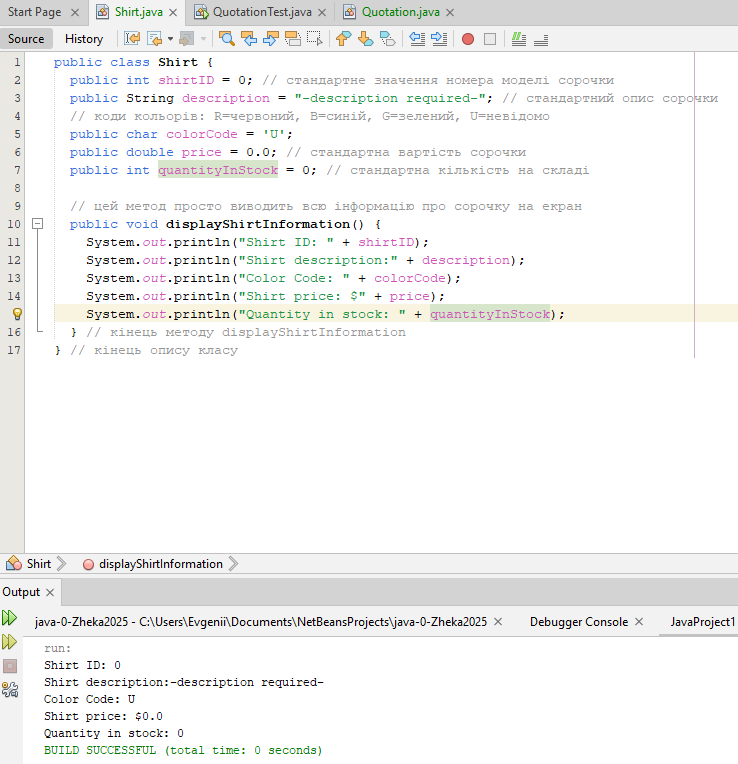 Start Page
Shirt.java
QuotationTest.java
Quotation.java
Source
History
1 public class Shirt {
2 public int shirtID = 0; // стандартне значення номера моделі сорочки
3 public String description = "-description required-"; // стандартний опис сорочки
4 // коди кольорів: R=червоний, B=синій, G=зелений, U=невідомо
5 public char colorCode = 'U';
6 public double price = 0.0; // стандартна вартість сорочки
7 public int quantityInStock = 0; // стандартна кількість на складі
8
9 // цей метод просто виводить всю інформацію про сорочку на екран
10 public void displayShirtInformation() {
11 System.out.println("Shirt ID: " + shirtID);
12 System.out.println("Shirt description:" + description);
13 System.out.println("Color Code: " + colorCode);
14 System.out.println("Shirt price: $" + price);
System.out.println("Quantity in stock: " + quantityInStock);
16 } // кінець методу displayShirtInformation
17 } // кінець опису класу
Shirt
displayShirtInformation
Output
java-0-Zheka2025 - C:\Users\Evgenii\Documents\NetBeansProjects\java-0-Zheka2025
Debugger Console
JavaProject1
run:
Shirt ID: 0
Shirt description:-description required-
Color Code: U
Shirt price: $0.0
Quantity in stock: 0
BUILD SUCCESSFUL (total time: 0 seconds)